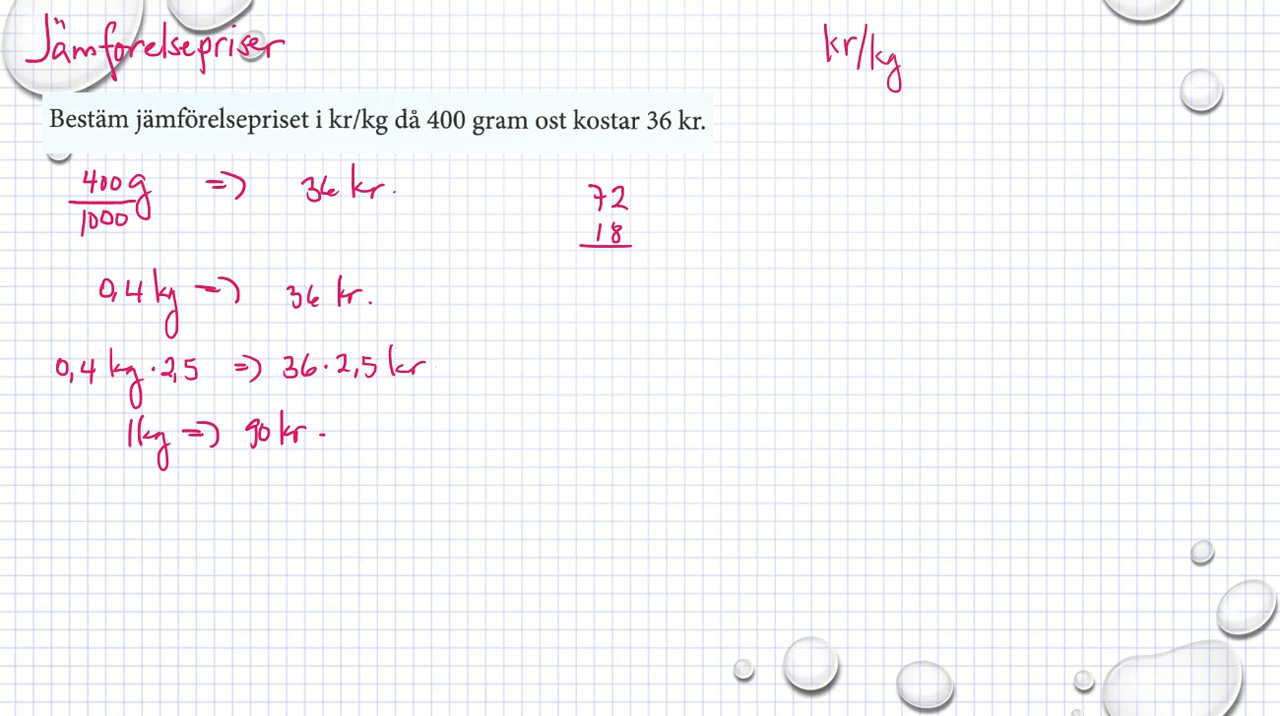 Jämförelsepriser
kr/kg
Bestäm jämförelsepriset i kr/kg då 400 gram ost kostar 36 kr.
400g/1000 => 36 kr.
72
18
0,4 kg => 36 kr.
0,4 kg · 2,5 => 36 · 2,5 kr
1kg => 90 kr.